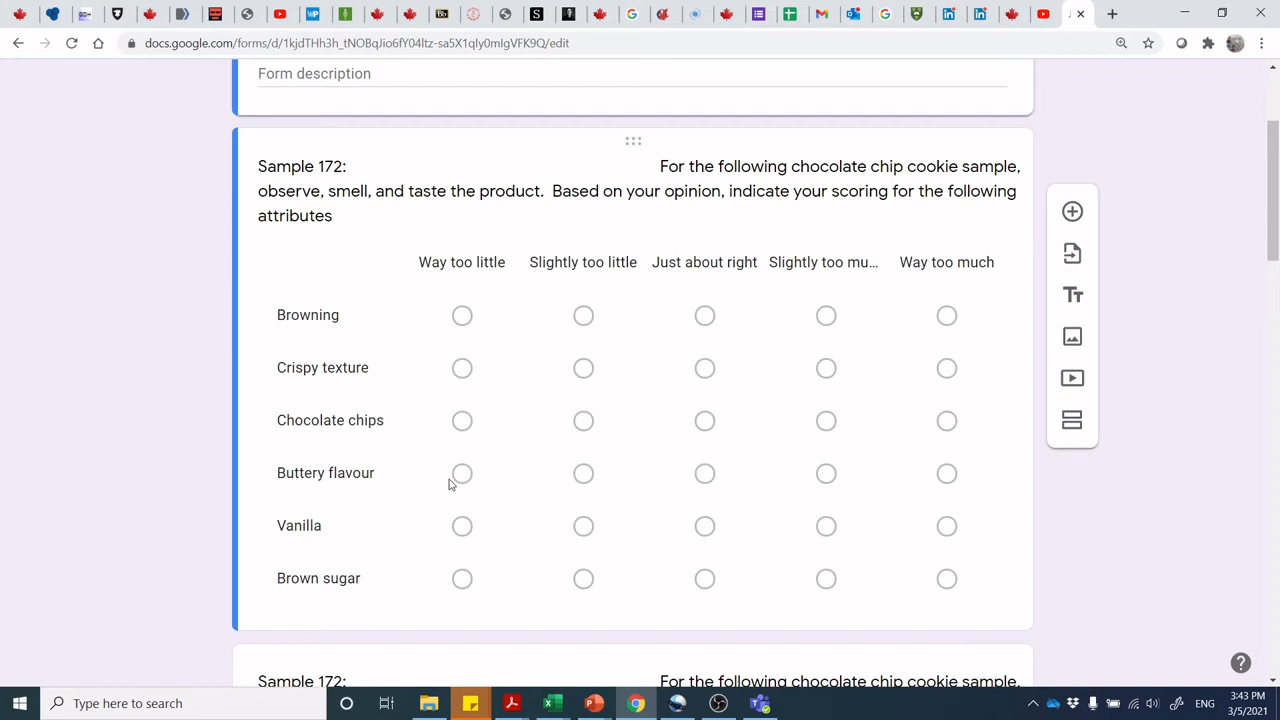 docs.google.com/forms/d/1kjdTHh3h_tNOBqJio6fY04ltz-sa5X1qly0mIgVFK9Q/edit
Form description
Sample 172: For the following chocolate chip cookie sample,
observe, smell, and taste the product. Based on your opinion, indicate your scoring for the following
attributes
Way too little Slightly too little Just about right Slightly too mu... Way too much
Browning
Crispy texture
Chocolate chips
Buttery flavour
Vanilla
Brown sugar
Sample 172: For the following chocolate chip cookie sample,
Type here to search
ENG
3:43 PM
3/5/2021